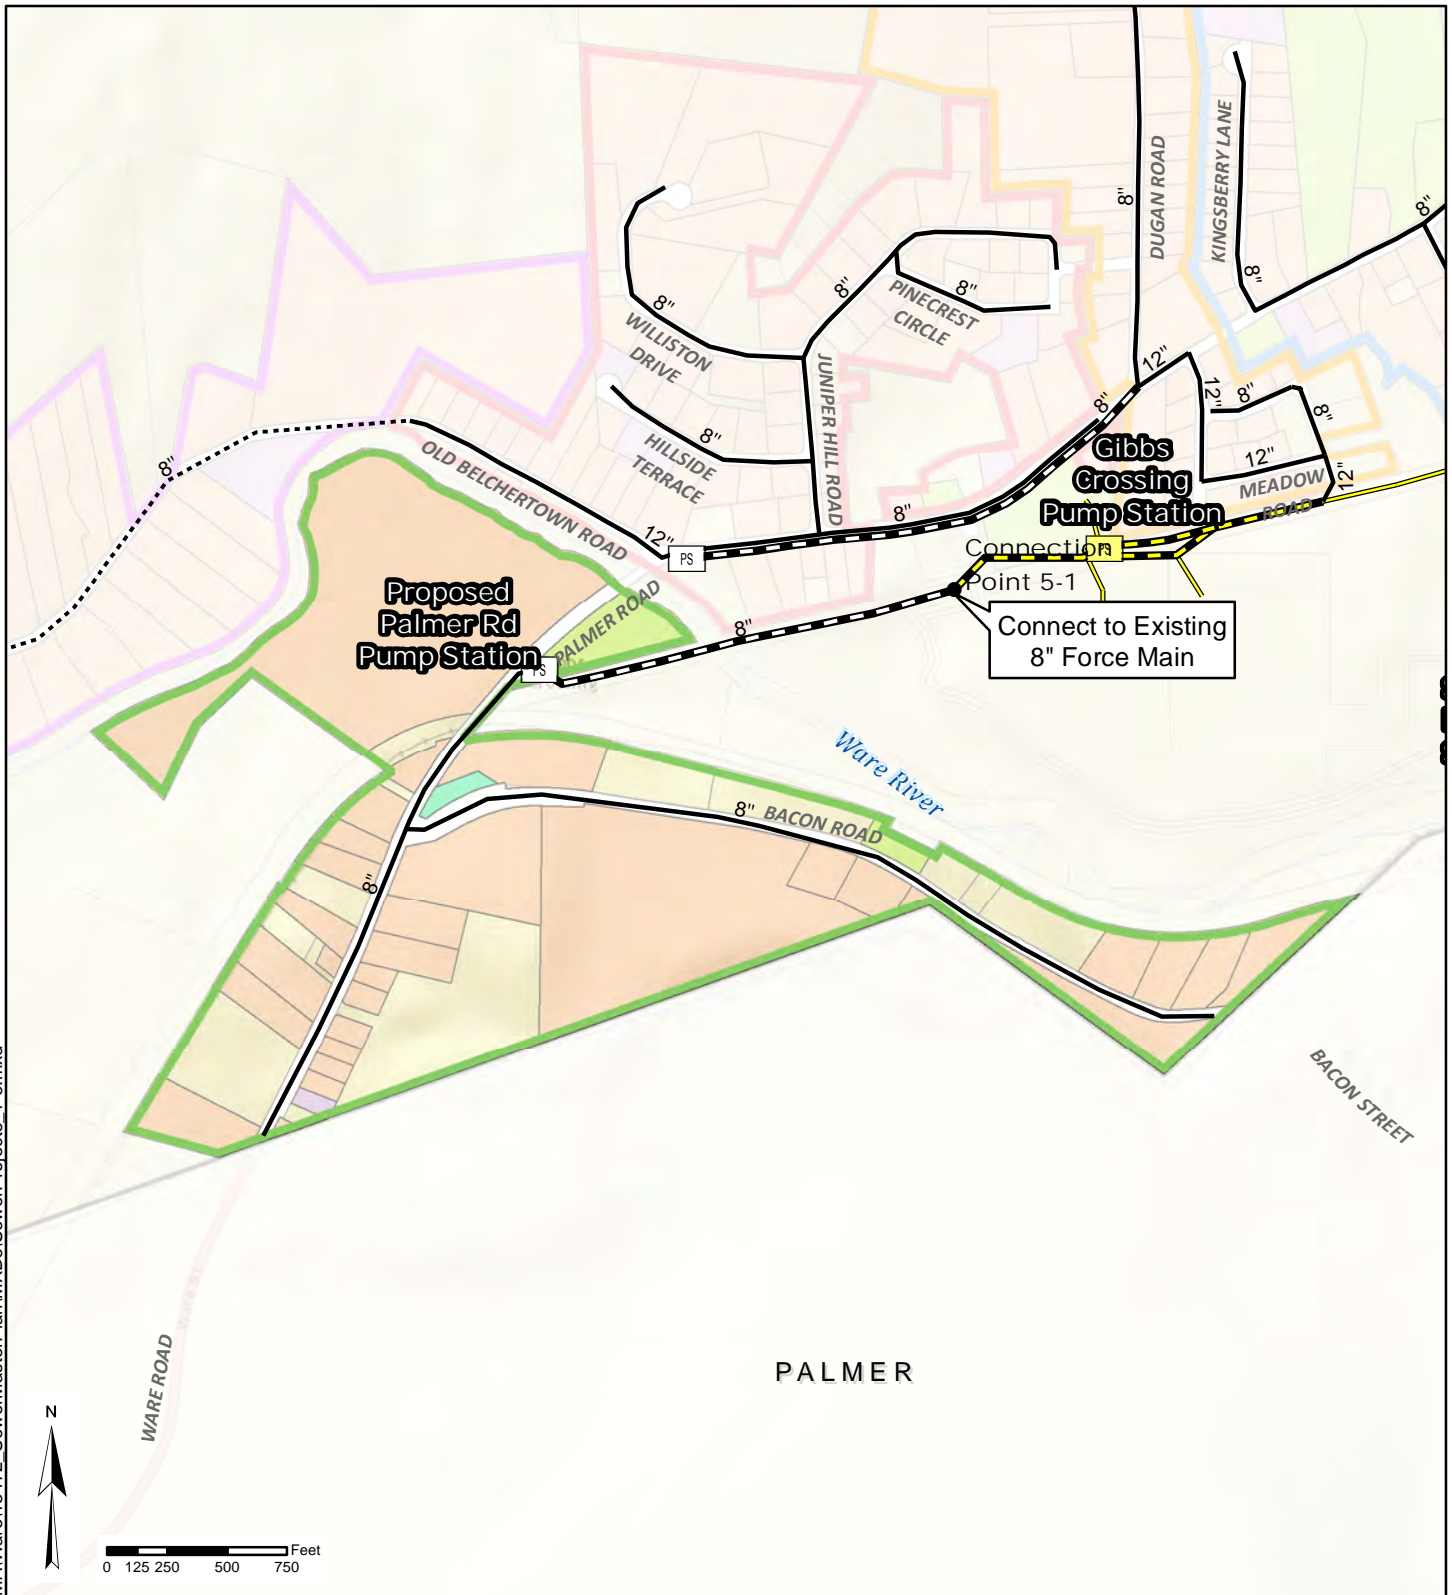 DUGAN ROAD
KINGSBERRY LANE
8"
8"
8"
8"
PINECREST
CIRCLE
8"
8"
WILLISTON
DRIVE
8"
JUNIPER HILL ROAD
12"
12"
8"
8"
8"
12"
12"
MEADOW
ROAD
HILLSIDE
TERRACE
8"
8"
OLD BELCHERTOWN ROAD
12"
8"
Gibbs
Crossing
Pump Station
PS
PS
Connection
Point 5-1
Connect to Existing
8" Force Main
Proposed
Palmer Rd
Pump Station
PS
PALMER ROAD
8"
Ware River
8"
BACON ROAD
8"
BACON STREET
Ware St
WARE ROAD
PALMER
N
0 125 250 500 750
Feet